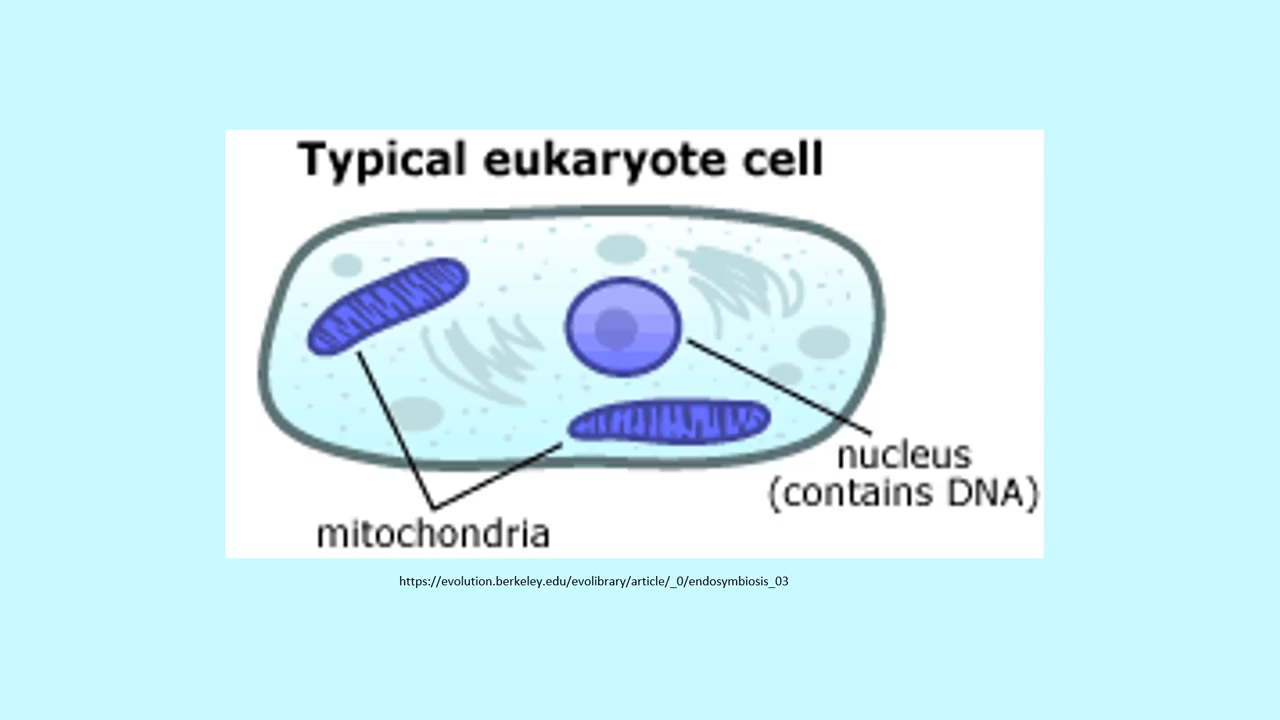 Typical eukaryote cell
nucleus
(contains DNA)
mitochondria
https://evolution.berkeley.edu/evolibrary/article/_0/endosymbiosis_03